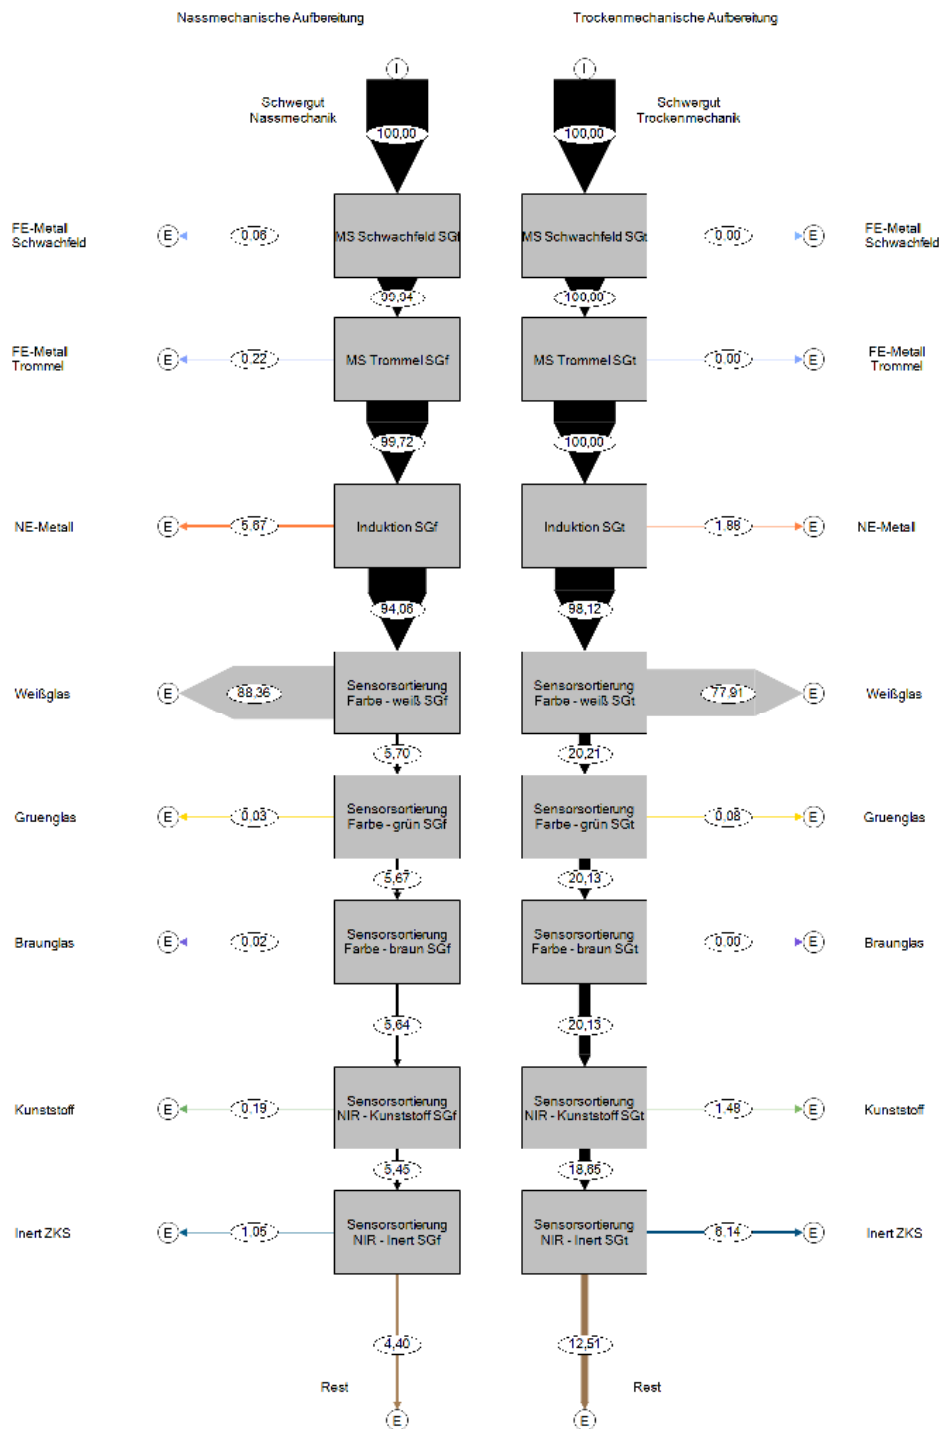 Nassmechanische Aufbereitung
Trockenmechanische Aufbereitung
I
I
Schwergut
Nassmechanik
Schwergut
Trockenmechanik
100,00
100,00
FE-Metall
Schwachfeld
E
0,06
MS Schwachfeld SGf
MS Schwachfeld SGt
0,00
E
FE-Metall
Schwachfeld
99,94
100,00
FE-Metall
Trommel
E
0,22
MS Trommel SGf
MS Trommel SGt
0,00
E
FE-Metall
Trommel
99,72
100,00
NE-Metall
E
5,67
Induktion SGf
Induktion SGt
1,88
E
NE-Metall
94,06
98,12
Weißglas
E
88,36
Sensorsortierung
Farbe - weiß SGf
Sensorsortierung
Farbe - weiß SGt
77,91
E
Weißglas
5,70
20,21
Gruenglas
E
0,03
Sensorsortierung
Farbe - grün SGf
Sensorsortierung
Farbe - grün SGt
0,08
E
Gruenglas
5,67
20,13
Braunglas
E
0,02
Sensorsortierung
Farbe - braun SGf
Sensorsortierung
Farbe - braun SGt
0,00
E
Braunglas
5,64
20,13
Kunststoff
E
0,19
Sensorsortierung
NIR - Kunststoff SGf
Sensorsortierung
NIR - Kunststoff SGt
1,48
E
Kunststoff
5,45
18,65
Inert ZKS
E
1,05
Sensorsortierung
NIR - Inert SGf
Sensorsortierung
NIR - Inert SGt
6,14
E
Inert ZKS
4,40
12,51
Rest
Rest
E
E